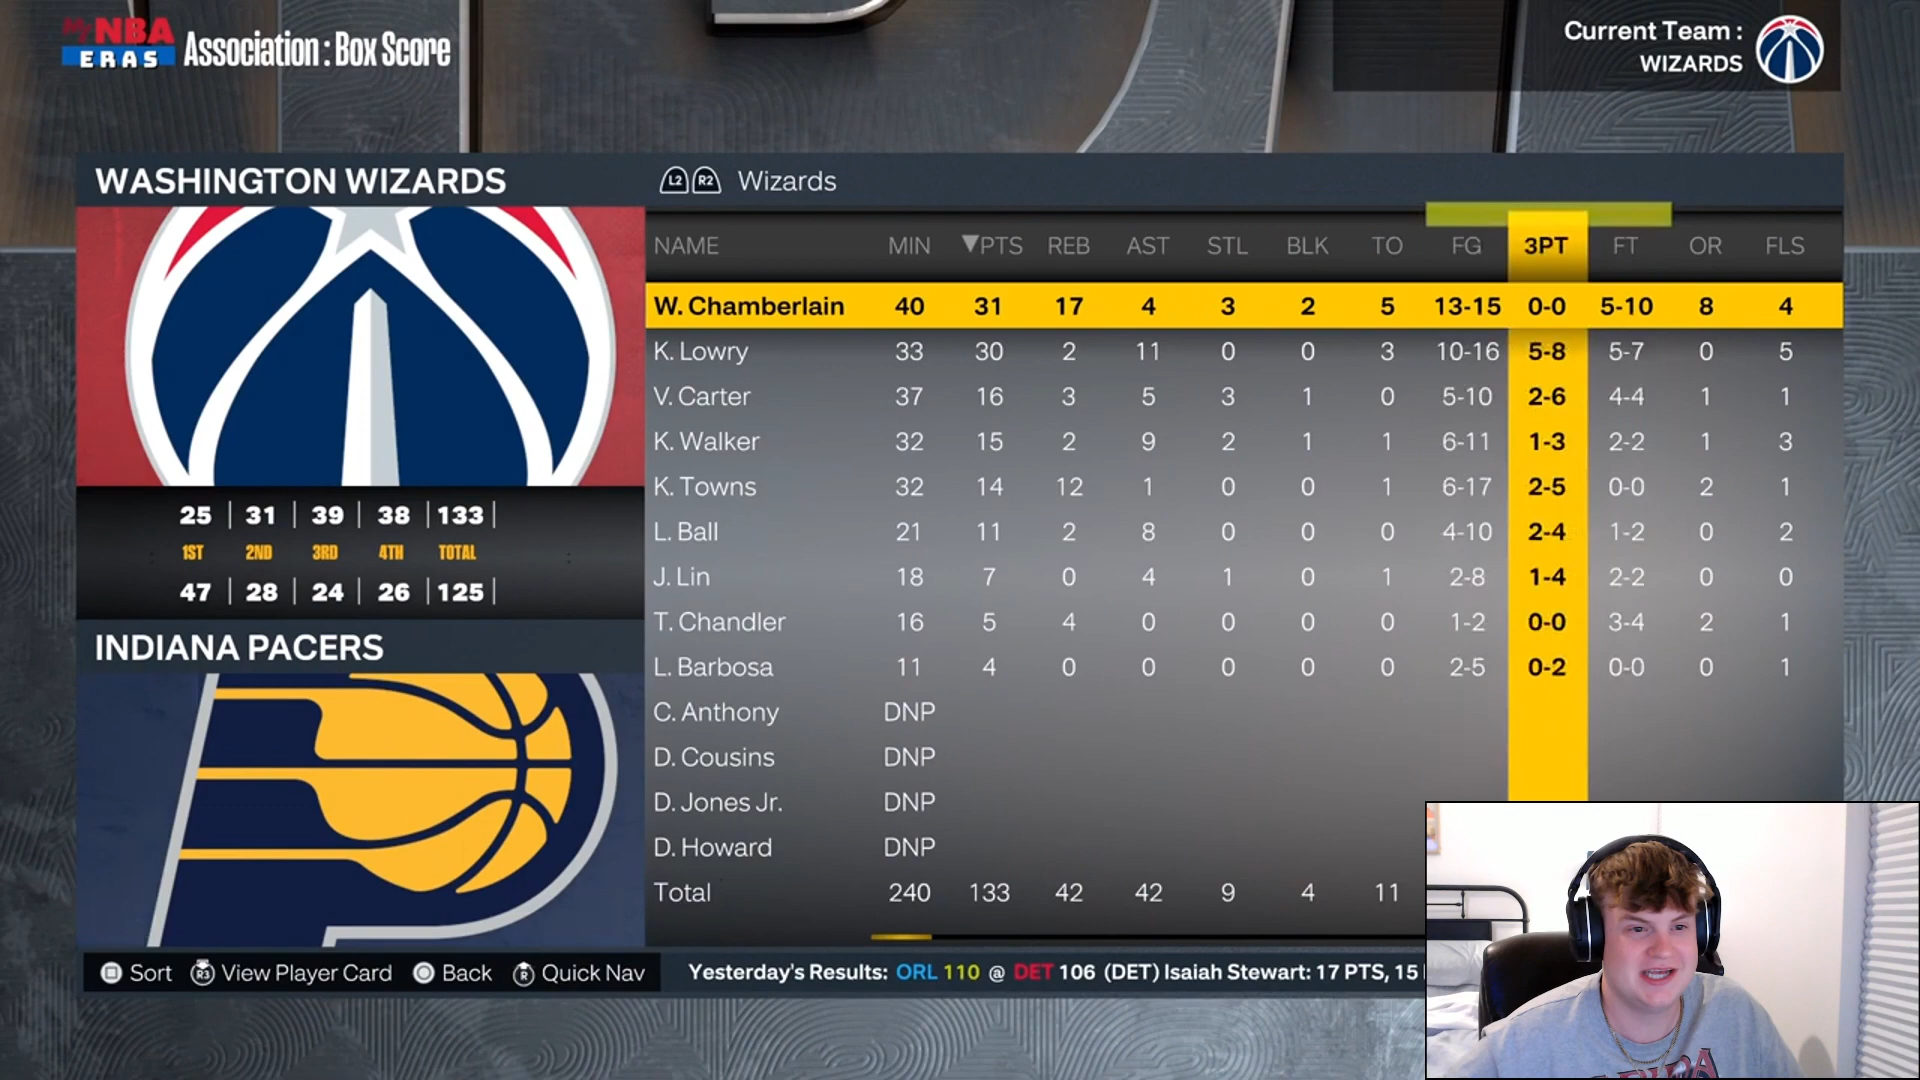 MyNBA ERAS Association : Box Score
Current Team :
WIZARDS
WASHINGTON WIZARDS
25 31 39 38 133
1ST 2ND 3RD 4TH TOTAL
47 28 24 26 125
INDIANA PACERS
L2 R2 Wizards
NAME MIN ▼PTS REB AST STL BLK TO FG 3PT FT OR FLS
W. Chamberlain 40 31 17 4 3 2 5 13-15 0-0 5-10 8 4
K. Lowry 33 30 2 11 0 0 3 10-16 5-8 5-7 0 5
V. Carter 37 16 3 5 3 1 0 5-10 2-6 4-4 1 1
K. Walker 32 15 2 9 2 1 1 6-11 1-3 2-2 1 3
K. Towns 32 14 12 1 0 0 1 6-17 2-5 0-0 2 1
L. Ball 21 11 2 8 0 0 0 4-10 2-4 1-2 0 2
J. Lin 18 7 0 4 1 0 1 2-8 1-4 2-2 0 0
T. Chandler 16 5 4 0 0 0 0 1-2 0-0 3-4 2 1
L. Barbosa 11 4 0 0 0 0 0 2-5 0-2 0-0 0 1
C. Anthony DNP
D. Cousins DNP
D. Jones Jr. DNP
D. Howard DNP
Total 240 133 42 42 9 4 11
Sort R3 View Player Card Back R Quick Nav
Yesterday's Results: ORL 110 @ DET 106 (DET) Isaiah Stewart: 17 PTS, 15